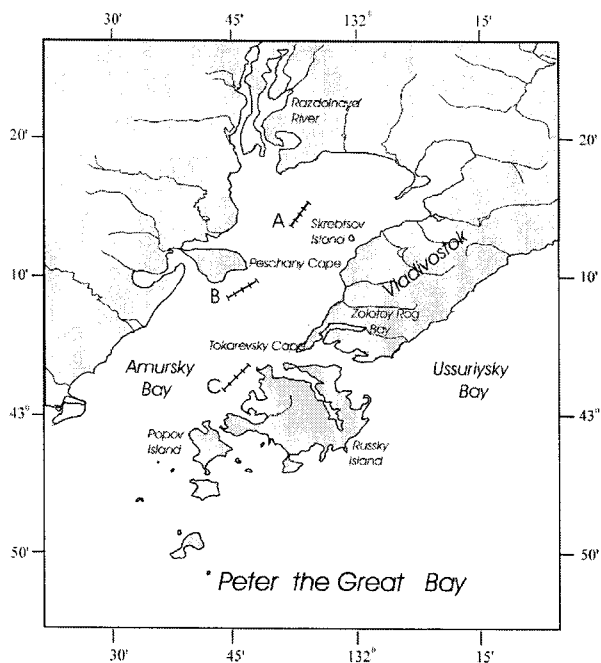 30' 45' 132° 15'
Razdolnaye
River
20' 20'
A
Skrebtsov
Island
Vladivostok
Peschany Cape
10' 10'
B
Zolotoy Rog
Bay
Tokarevsky Cape
Amursky
Bay
Ussuriysky
Bay
C
43° 43°
Popov
Island
Russky
Island
50' 50'
Peter the Great Bay
30' 45' 132° 15'